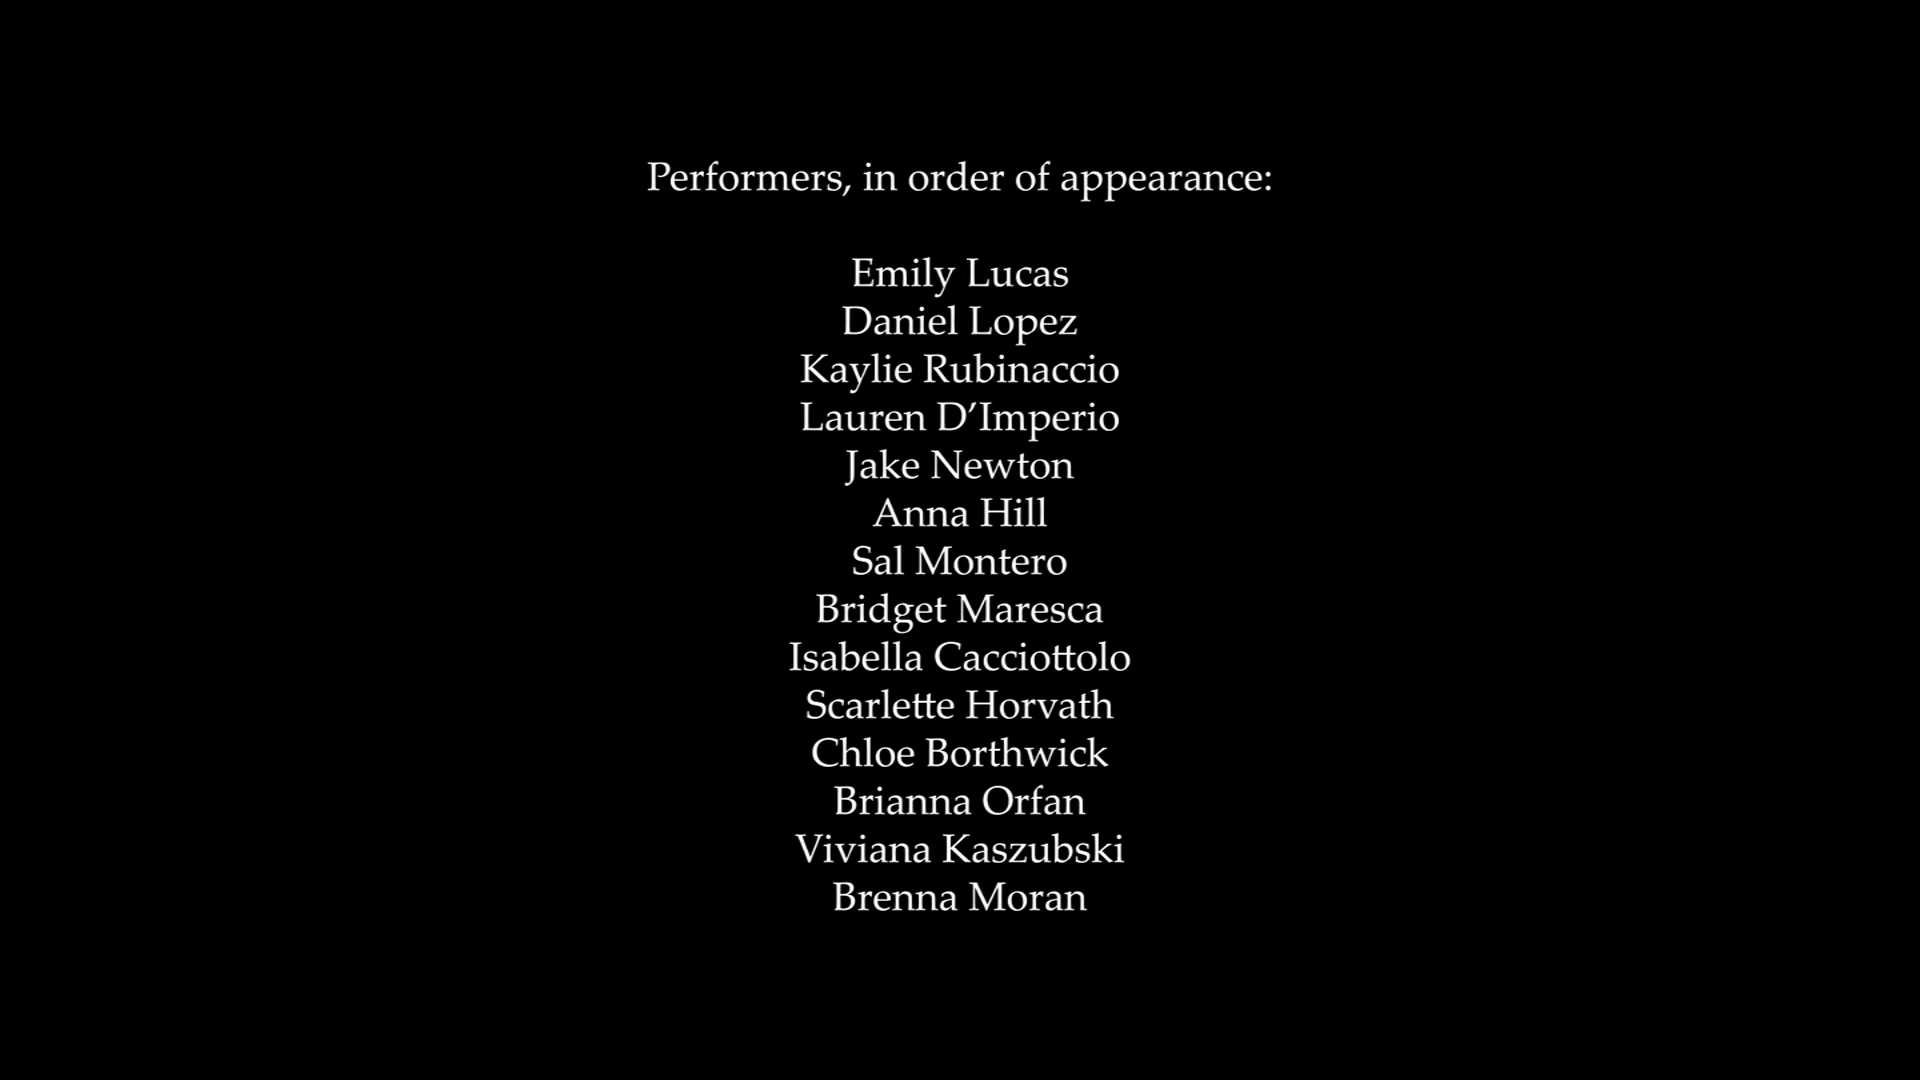 Performers, in order of appearance:
Emily Lucas
Daniel Lopez
Kaylie Rubinaccio
Lauren D’Imperio
Jake Newton
Anna Hill
Sal Montero
Bridget Maresca
Isabella Cacciottolo
Scarlette Horvath
Chloe Borthwick
Brianna Orfan
Viviana Kaszubski
Brenna Moran